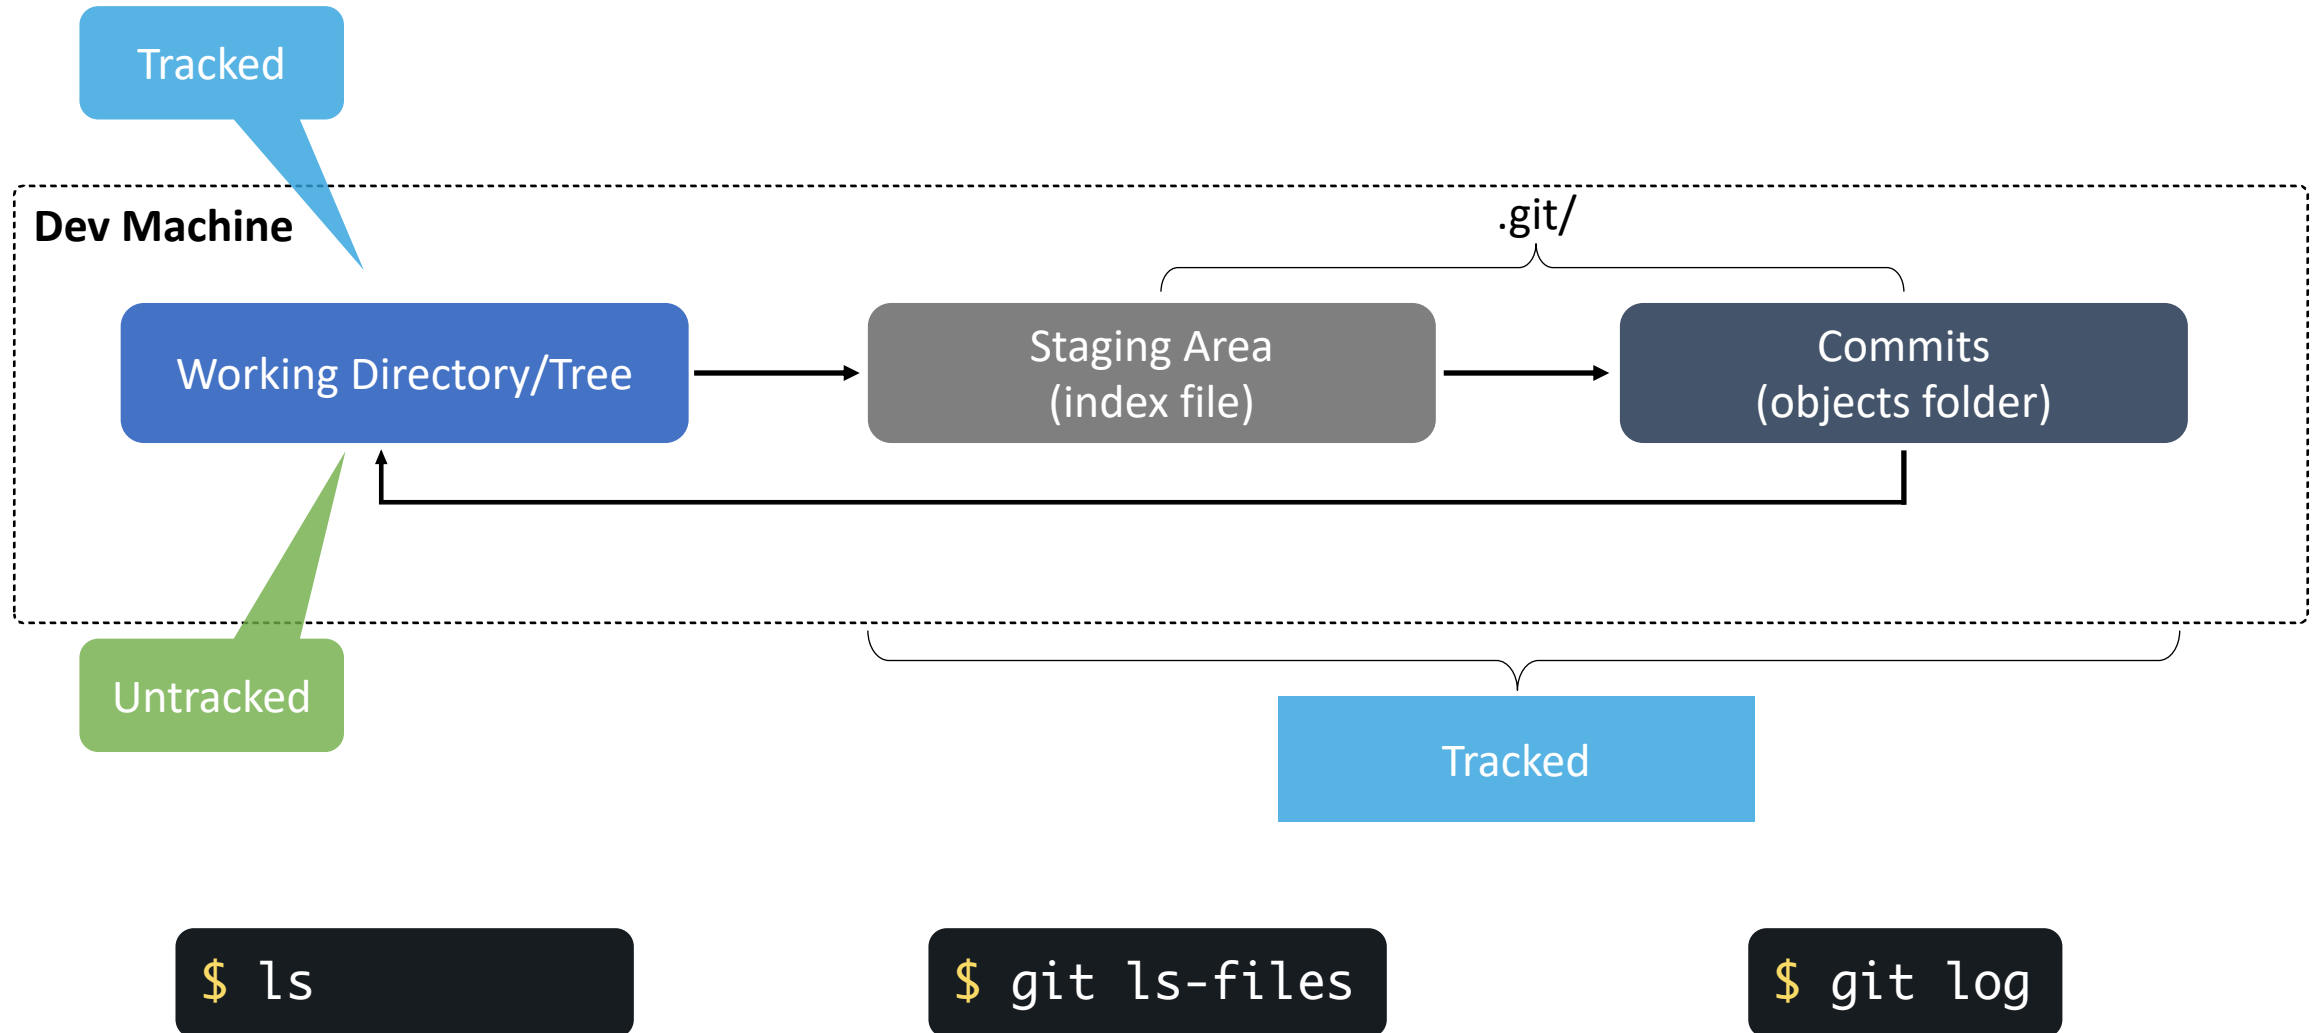 Tracked
Dev Machine
.git/
Working Directory/Tree
Staging Area
(index file)
Commits
(objects folder)
Untracked
Tracked
$ ls
$ git ls-files
$ git log